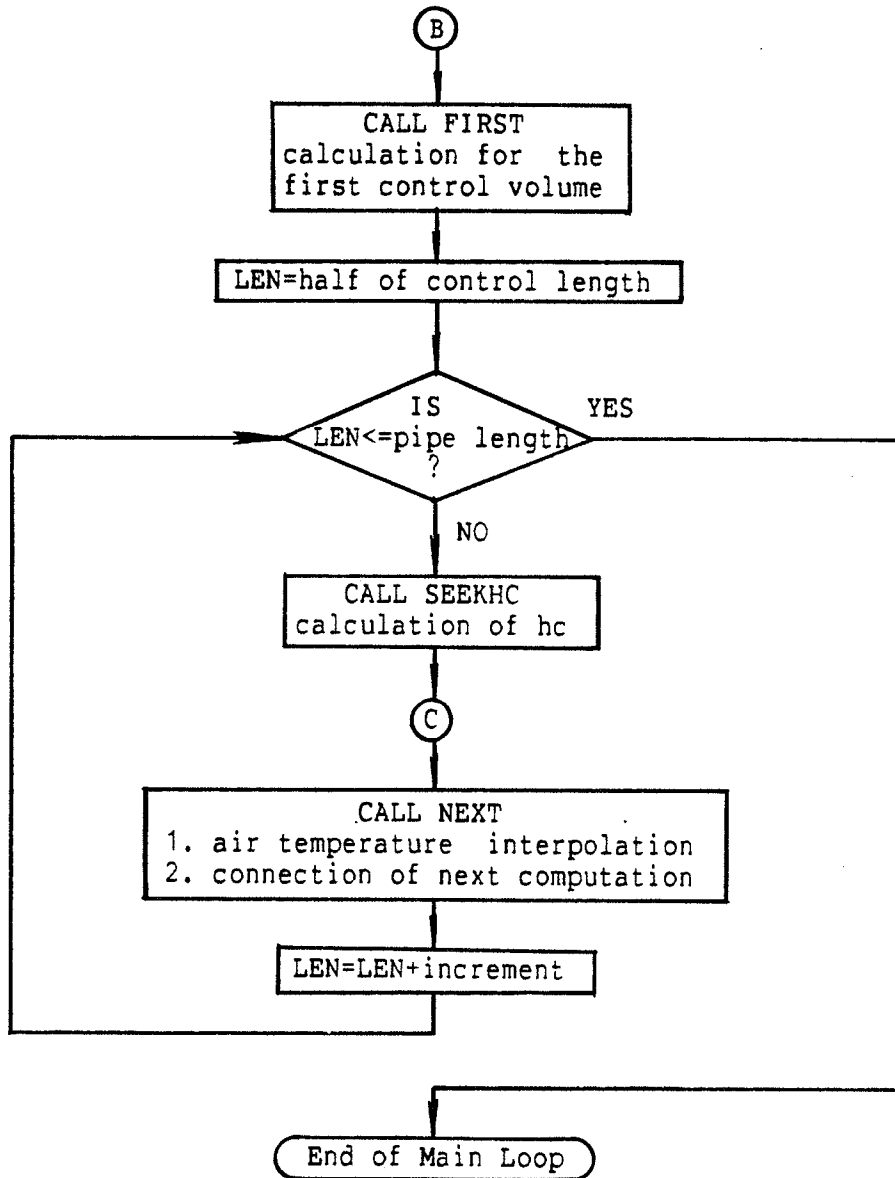 B
CALL FIRST
calculation for the
first control volume
LEN=half of control length
IS
YES
LEN<=pipe length
?
NO
CALL SEEKHC
calculation of hc
C
CALL NEXT
1. air temperature interpolation
2. connection of next computation
LEN=LEN+increment
End of Main Loop